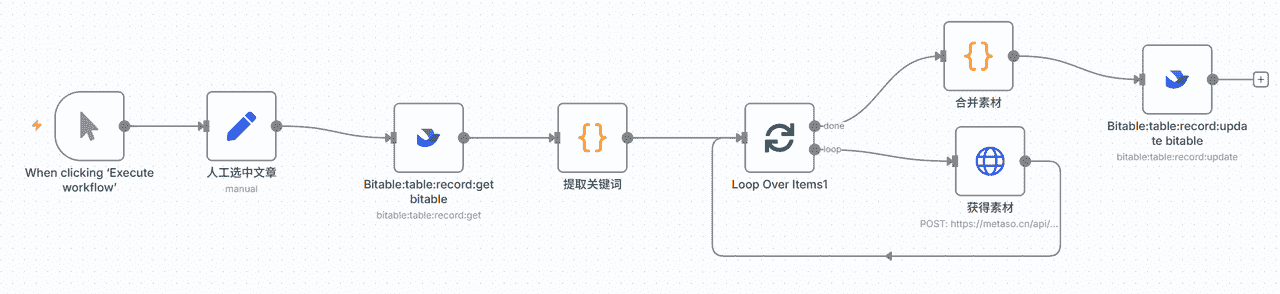 When clicking ‘Execute
workflow’
人工选中文章
manual
Bitable:table:record:get
bitable
bitable:table:record:get
提取关键词
Loop Over Items1
done
loop
合并素材
获得素材
POST: https://metaso.cn/api/...
Bitable:table:record:upda
te bitable
bitable:table:record:update